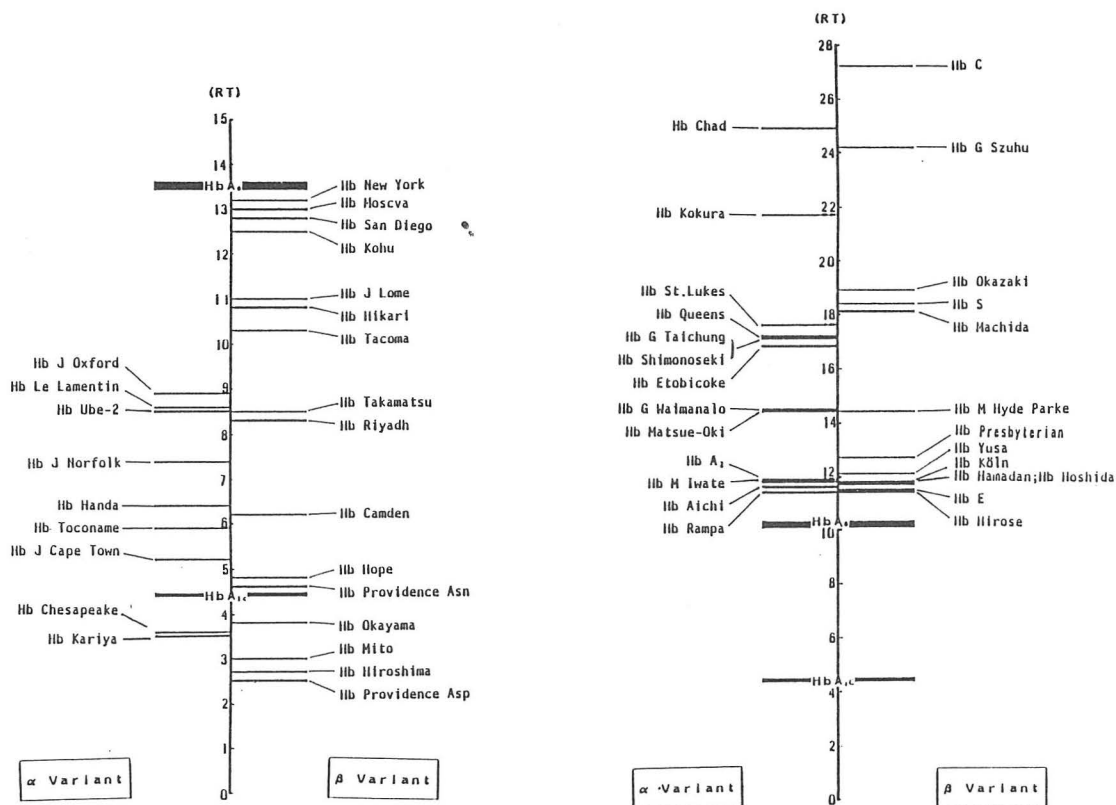 (RT)
15
14
Hb A₀
Hb New York
13
Hb Moscva
Hb San Diego
Hb Kohu
12
11
Hb J Lome
Hb Hikari
Hb Tacoma
10
Hb J Oxford
9
Hb Le Lamentin
Hb Ube-2
Hb Takamatsu
Hb Riyadh
8
Hb J Norfolk
7
Hb Handa
6
Hb Camden
Hb Toconame
Hb J Cape Town
5
Hb Hope
Hb Providence Asn
Hb A₁c
Hb Chesapeake
4
Hb Okayama
Hb Kariya
Hb Mito
3
Hb Hiroshima
Hb Providence Asp
2
1
0
α Variant
β Variant
(RT)
28
Hb C
26
Hb Chad
24
Hb G Szuhu
22
Hb Kokura
20
Hb Okazaki
Hb St.Lukes
Hb S
18
Hb Queens
Hb Machida
Hb G Taichung
Hb Shimonoseki
Hb Etobicoke
16
Hb G Waimanalo
Hb M Hyde Parke
14
Hb Matsue-Oki
Hb Presbyterian
Hb Yusa
Hb A₂
Hb Köln
12
Hb Hamadan;Hb Hoshida
Hb M Iwate
Hb E
Hb Aichi
Hb Hirose
Hb Rampa
Hb A₀
10
8
6
Hb A₁c
4
2
0
α Variant
β Variant